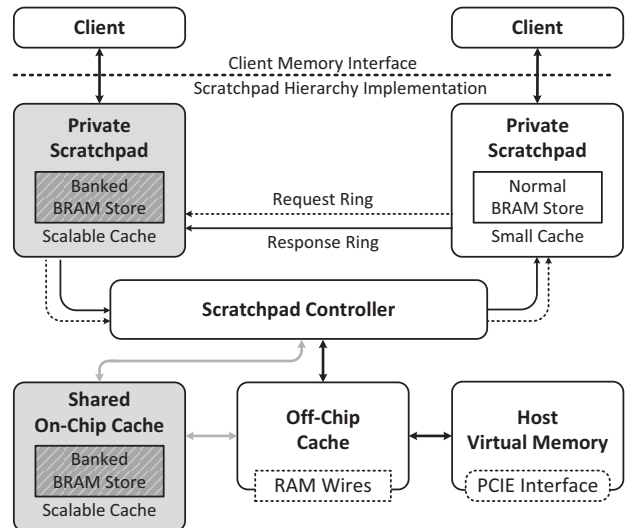 Client
Client
Client Memory Interface
Scratchpad Hierarchy Implementation
Private
Scratchpad
Banked
BRAM Store
Scalable Cache
Request Ring
Response Ring
Private
Scratchpad
Normal
BRAM Store
Small Cache
Scratchpad Controller
Shared
On-Chip Cache
Banked
BRAM Store
Scalable Cache
Off-Chip
Cache
RAM Wires
Host
Virtual Memory
PCIE Interface